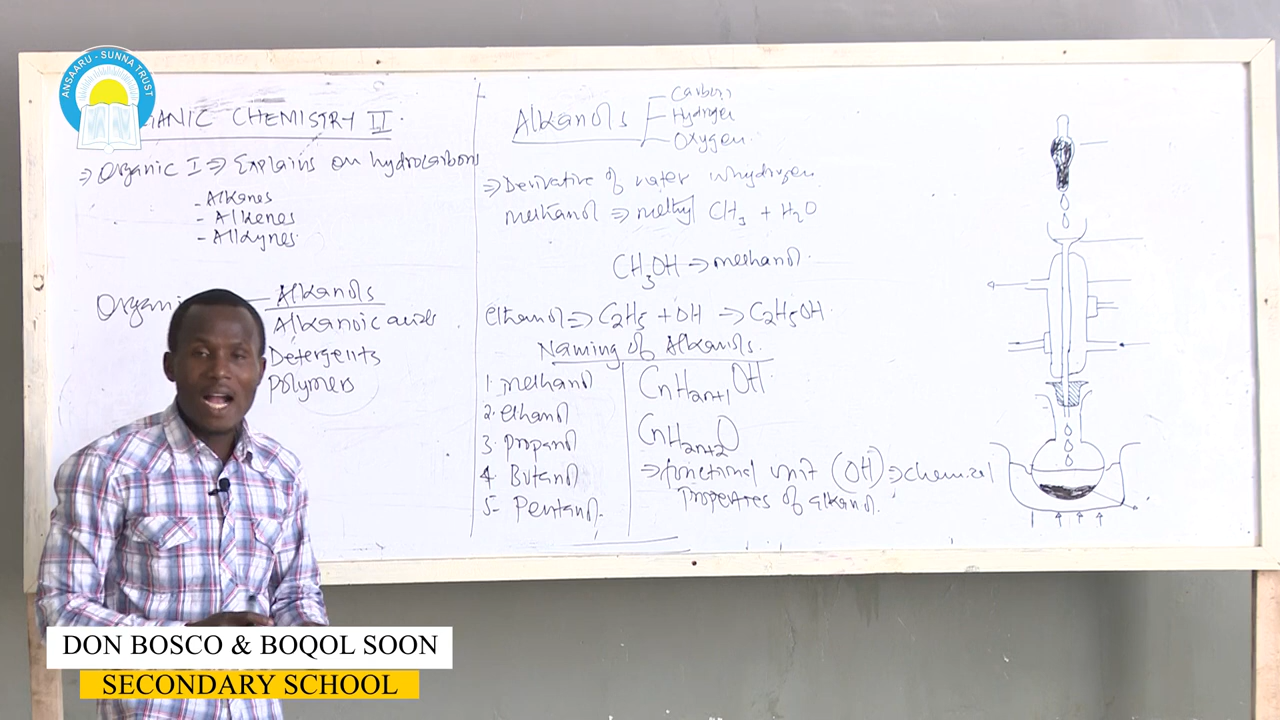 ANSAARU - SUNNA TRUST
ANIC CHEMISTRY II.
⇒ Organic I ⇒ Explains on hydrocarbons
- Alkanes
- Alkenes
- Alkynes
Organi
Alkanols
Alkanoic acids
Detergents
Polymers
Alkanols
Carbon
Hydrogen
Oxygen
⇒ Derivative of water whydrogen
methanol ⇒ methyl CH3 + H2O
CH3OH → methanol.
ethanol ⇒ C2H5 + OH → C2H5OH.
Naming of Alkanols.
1. methanol
2. ethanol
3 propanol
4. Butanol
5- Pentanol.
CnH2n+1OH
CnH2n+2O
⇒ functional unit (OH) ⇒ chemical
Properties of alkanol.
DON BOSCO & BOQOL SOON
SECONDARY SCHOOL